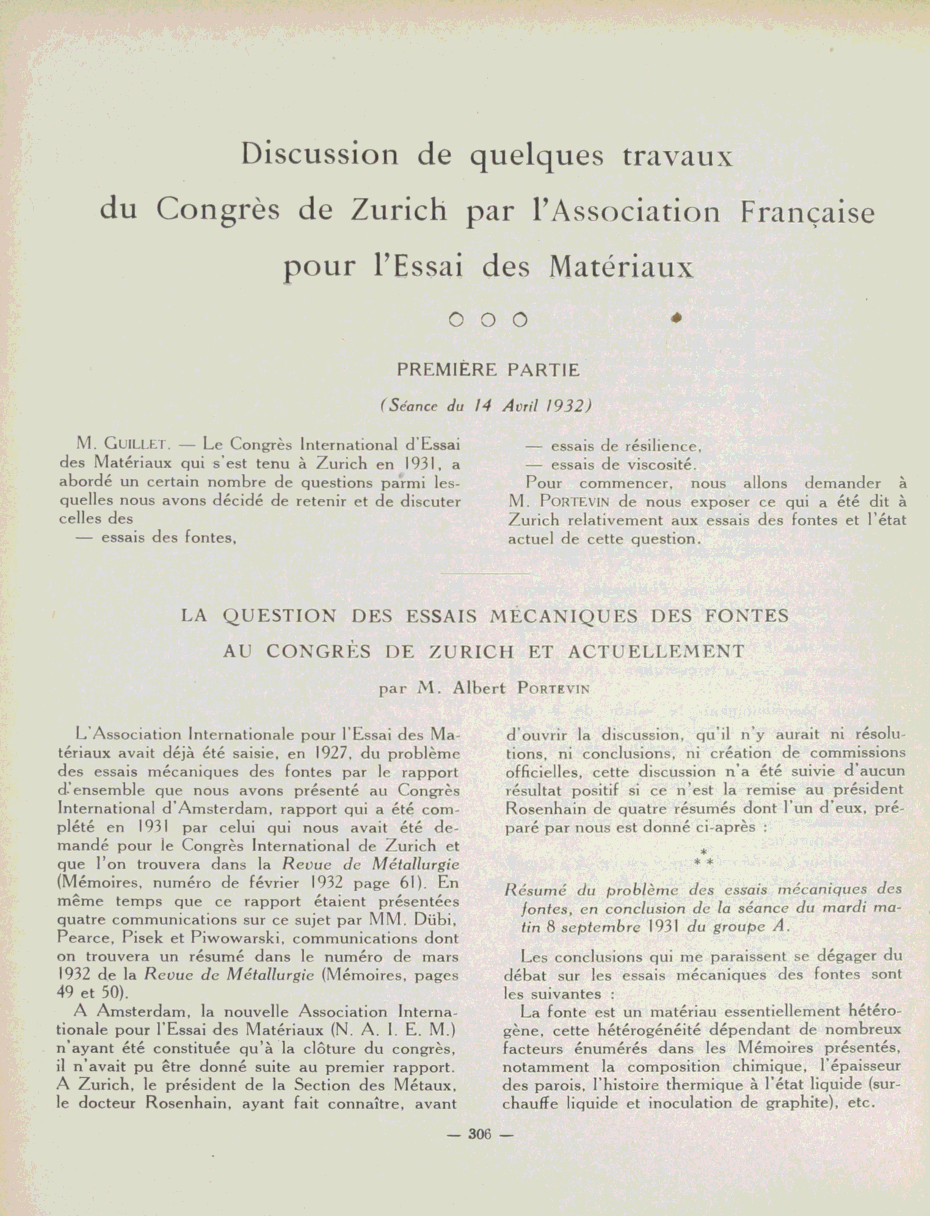 Discussion de quelques travaux
du Congrès de Zurich par l'Association Française
pour l'Essai des Matériaux
○ ○ ○
PREMIÈRE PARTIE
(Séance du 14 Avril 1932)
M. GUILLET. — Le Congrès International d'Essai
des Matériaux qui s'est tenu à Zurich en 1931, a
abordé un certain nombre de questions parmi les-
quelles nous avons décidé de retenir et de discuter
celles des
— essais des fontes,
— essais de résilience,
— essais de viscosité.
Pour commencer, nous allons demander à
M. PORTEVIN de nous exposer ce qui a été dit à
Zurich relativement aux essais des fontes et l'état
actuel de cette question.
LA QUESTION DES ESSAIS MÉCANIQUES DES FONTES
AU CONGRÈS DE ZURICH ET ACTUELLEMENT
par M. Albert PORTEVIN
L'Association Internationale pour l'Essai des Ma-
tériaux avait déjà été saisie, en 1927, du problème
des essais mécaniques des fontes par le rapport
d'ensemble que nous avons présenté au Congrès
International d'Amsterdam, rapport qui a été com-
plété en 1931 par celui qui nous avait été de-
mandé pour le Congrès International de Zurich et
que l'on trouvera dans la Revue de Métallurgie
(Mémoires, numéro de février 1932 page 61). En
même temps que ce rapport étaient présentées
quatre communications sur ce sujet par MM. Dübi,
Pearce, Pisek et Piwowarski, communications dont
on trouvera un résumé dans le numéro de mars
1932 de la Revue de Métallurgie (Mémoires, pages
49 et 50).
A Amsterdam, la nouvelle Association Interna-
tionale pour l'Essai des Matériaux (N. A. I. E. M.)
n'ayant été constituée qu'à la clôture du congrès,
il n'avait pu être donné suite au premier rapport.
A Zurich, le président de la Section des Métaux,
le docteur Rosenhain, ayant fait connaître, avant
d'ouvrir la discussion, qu'il n'y aurait ni résolu-
tions, ni conclusions, ni création de commissions
officielles, cette discussion n'a été suivie d'aucun
résultat positif si ce n'est la remise au président
Rosenhain de quatre résumés dont l'un d'eux, pré-
paré par nous est donné ci-après :
*
* *
Résumé du problème des essais mécaniques des
fontes, en conclusion de la séance du mardi ma-
tin 8 septembre 1931 du groupe A.
Les conclusions qui me paraissent se dégager du
débat sur les essais mécaniques des fontes sont
les suivantes :
La fonte est un matériau essentiellement hétéro-
gène, cette hétérogénéité dépendant de nombreux
facteurs énumérés dans les Mémoires présentés,
notamment la composition chimique, l'épaisseur
des parois, l'histoire thermique à l'état liquide (sur-
chauffe liquide et inoculation de graphite), etc.
— 306 —